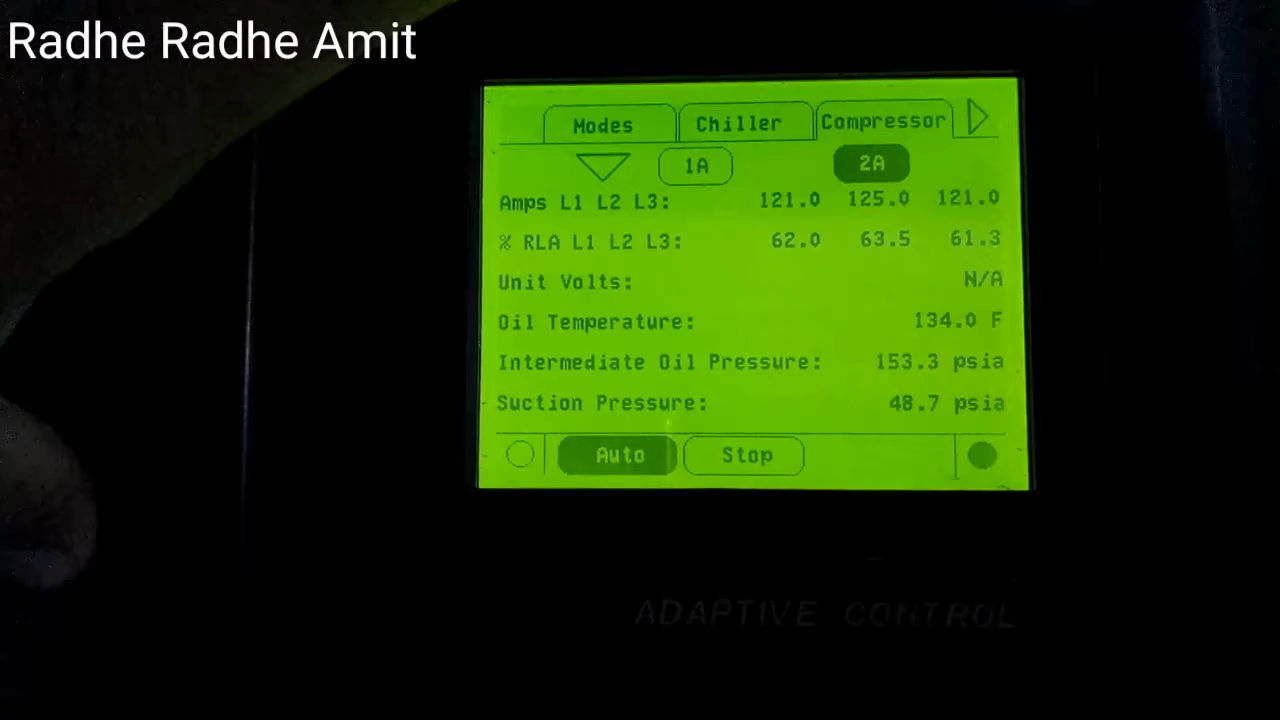 Radhe Radhe Amit
Modes Chiller Compressor
1A 2A
Amps L1 L2 L3: 121.0 125.0 121.0
% RLA L1 L2 L3: 62.0 63.5 61.3
Unit Volts: N/A
Oil Temperature: 134.0 F
Intermediate Oil Pressure: 153.3 psia
Suction Pressure: 48.7 psia
Auto Stop
ADAPTIVE CONTROL